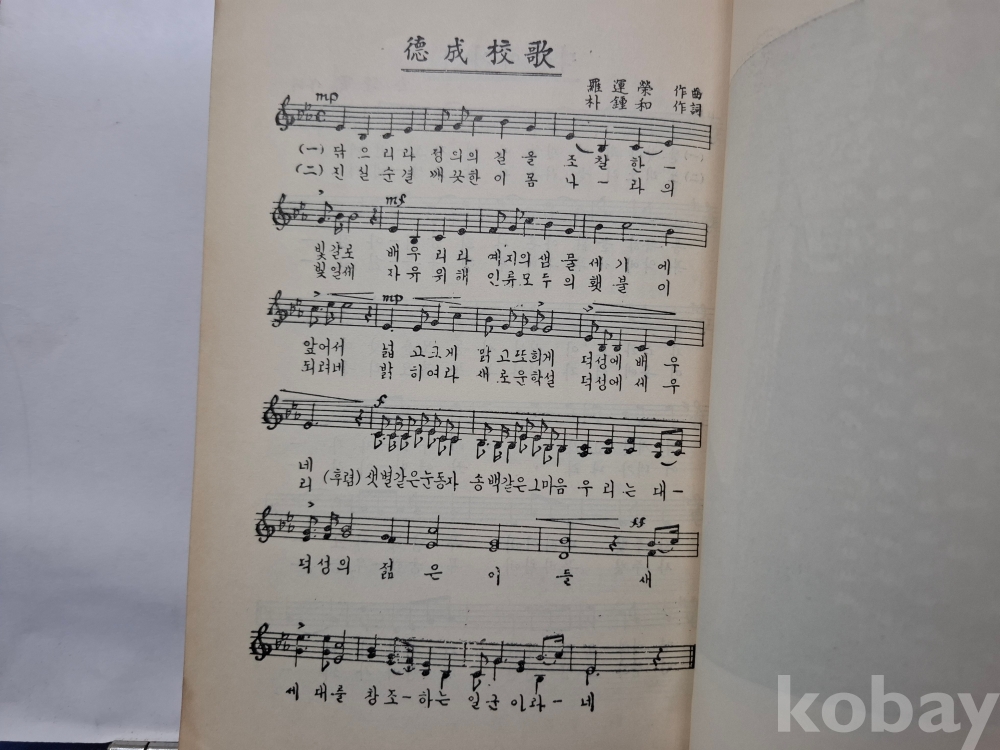 德成校歌
羅運榮 作曲
朴鍾和 作詞
mp
(一) 닦으리라 정의의 길을 조찰한-
(二) 진실순결 깨끗한 이 몸 나-라의
mf
빛갈로 배우리라 예지의 샘물세기에
빛일세 자유위해 인류모두의 횃불이
mp
앞어서 넓고크게 맑고또희게 덕성에 배우
되려네 밝히여라 새로운학설 덕성에 세우
f
네 (후렴) 샛별같은눈동자 송백같은그마음 우리는 대-
리
ff
덕성의 젊은이들 새
세대를 창조-하는 일군이라-네
kobay